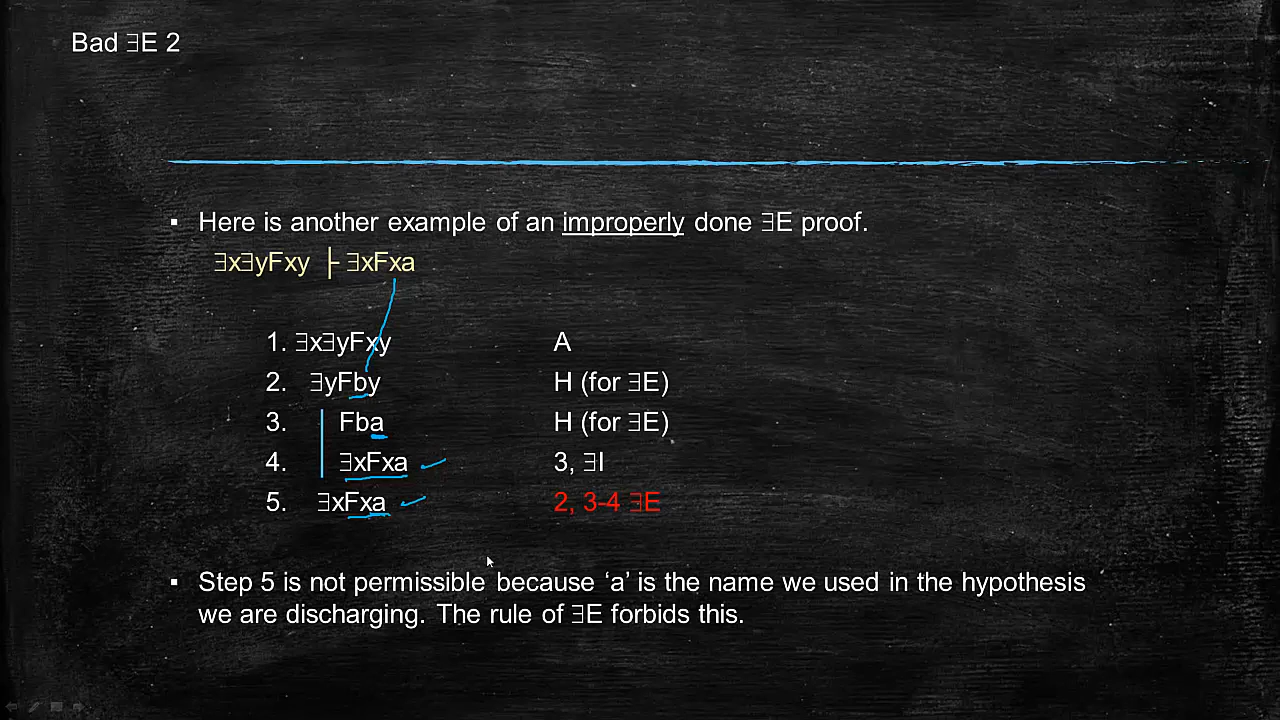 Bad ∃E 2
▪ Here is another example of an improperly done ∃E proof.
∃x∃yFxy ├ ∃xFxa
1. ∃x∃yFxy A
2. ∃yFby H (for ∃E)
3. Fba H (for ∃E)
4. ∃xFxa 3, ∃I
5. ∃xFxa 2, 3-4 ∃E
▪ Step 5 is not permissible because ‘a’ is the name we used in the hypothesis
we are discharging. The rule of ∃E forbids this.